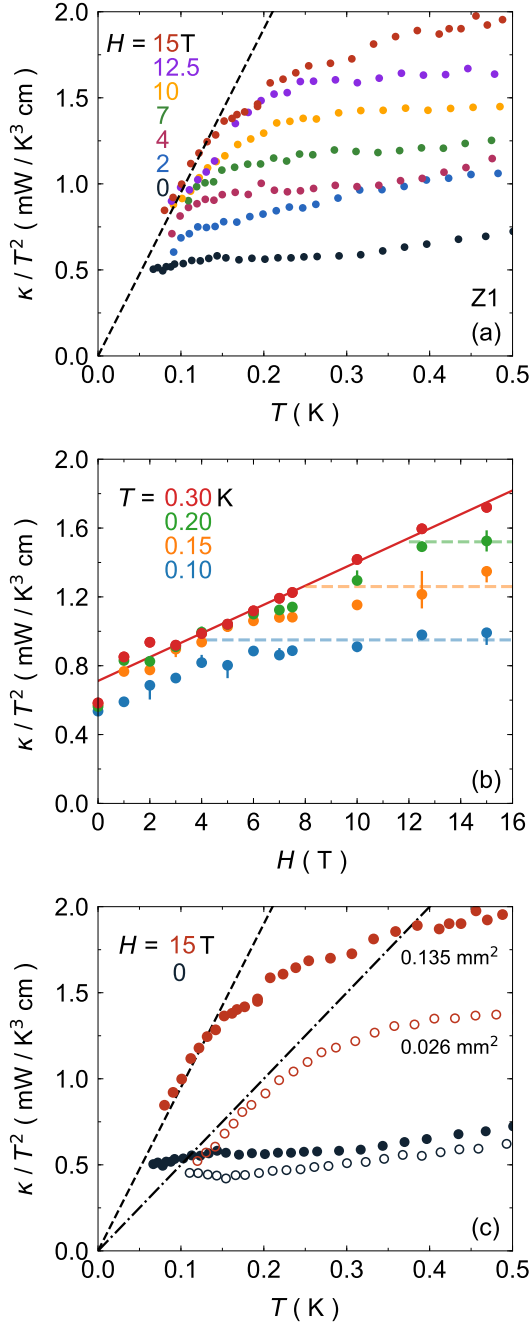 2.0
1.5
1.0
0.5
0.0
κ / T² ( mW / K³ cm )
H = 15T
12.5
10
7
4
2
0
Z1
(a)
0.0 0.1 0.2 0.3 0.4 0.5
T ( K )
2.0
1.6
1.2
0.8
0.4
0.0
κ / T² ( mW / K³ cm )
T = 0.30 K
0.20
0.15
0.10
(b)
0 2 4 6 8 10 12 14 16
H ( T )
2.0
1.5
1.0
0.5
0.0
κ / T² ( mW / K³ cm )
H = 15T
0
0.135 mm²
0.026 mm²
(c)
0.0 0.1 0.2 0.3 0.4 0.5
T ( K )